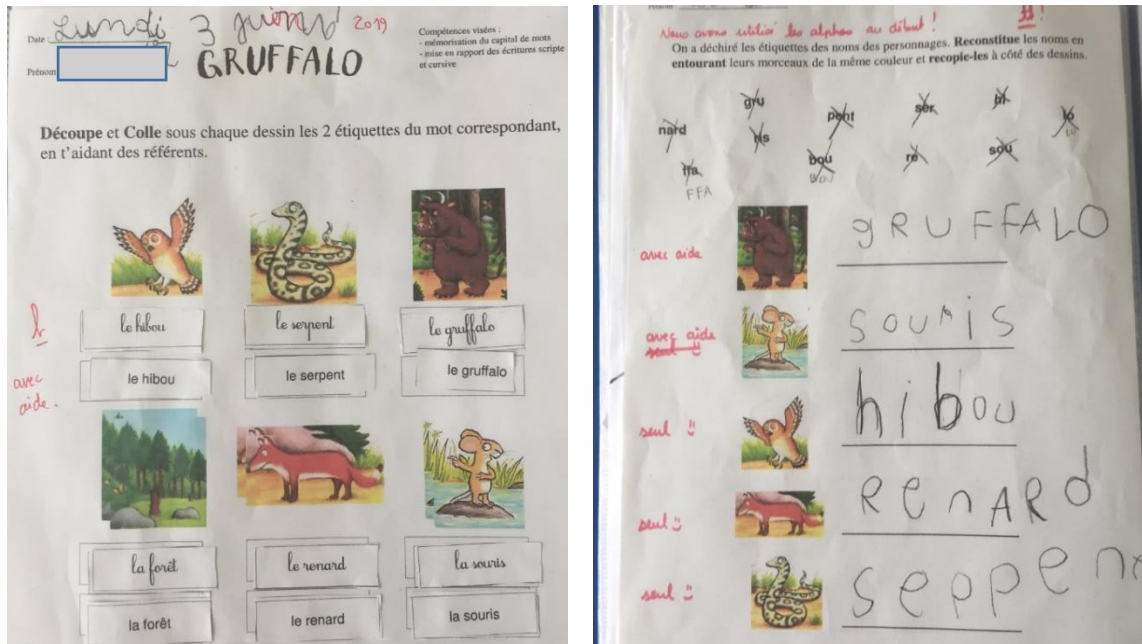 Date Lundi 3 juin 2019
Prénom
GRUFFALO
Compétences visées :
- mémorisation du capital de mots
- mise en rapport des écritures scripte
et cursive
Découpe et Colle sous chaque dessin les 2 étiquettes du mot correspondant,
en t'aidant des référents.
le hibou le serpent le gruffalo
le hibou le serpent le gruffalo
avec
aide.
la forêt le renard la souris
la forêt le renard la souris
Nous avons utilisé les alphas au début !
On a déchiré les étiquettes des noms des personnages. Reconstitue les noms en
entourant leurs morceaux de la même couleur et recopie-les à côté des dessins.
gru pent ser hi lo
nard ris bou re sou
ffa
FFA
avec aide
gRUFFALO
avec aide
seul
souris
seul
hibou
seul
RenARd
seul
seppen